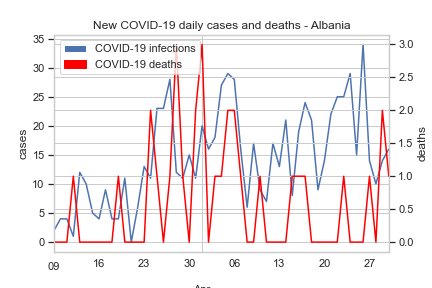 New COVID-19 daily cases and deaths - Albania
COVID-19 infections
COVID-19 deaths
cases
35
30
25
20
15
10
5
0
deaths
3.0
2.5
2.0
1.5
1.0
0.5
0.0
09 16 23 30 06 13 20 27